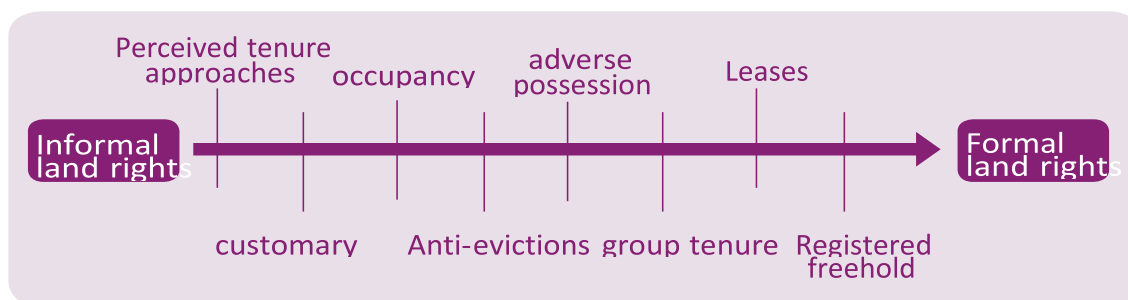 Perceived tenure
approaches
occupancy
adverse
possession
Leases
Informal
land rights
Formal
land rights
customary
Anti-evictions
group tenure
Registered
freehold